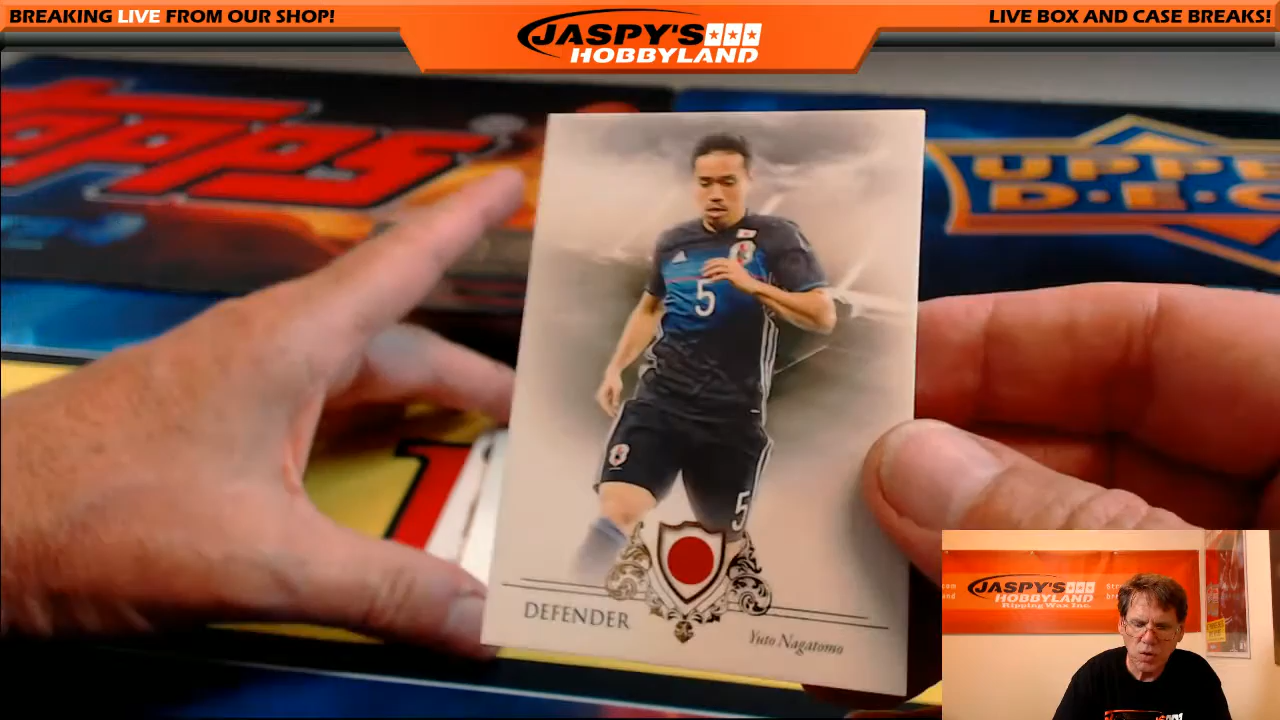 BREAKING LIVE FROM OUR SHOP!
JASPY'S
HOBBYLAND
LIVE BOX AND CASE BREAKS!
5
5
DEFENDER
Yuto Nagatomo
JASPY'S
HOBBYLAND
Ripping Wax Inc.